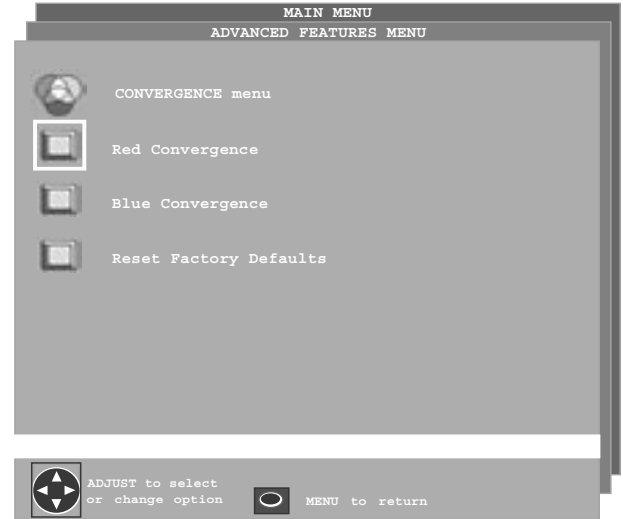 MAIN MENU
ADVANCED FEATURES MENU
CONVERGENCE menu
Red Convergence
Blue Convergence
Reset Factory Defaults
ADJUST to select
or change option
MENU to return